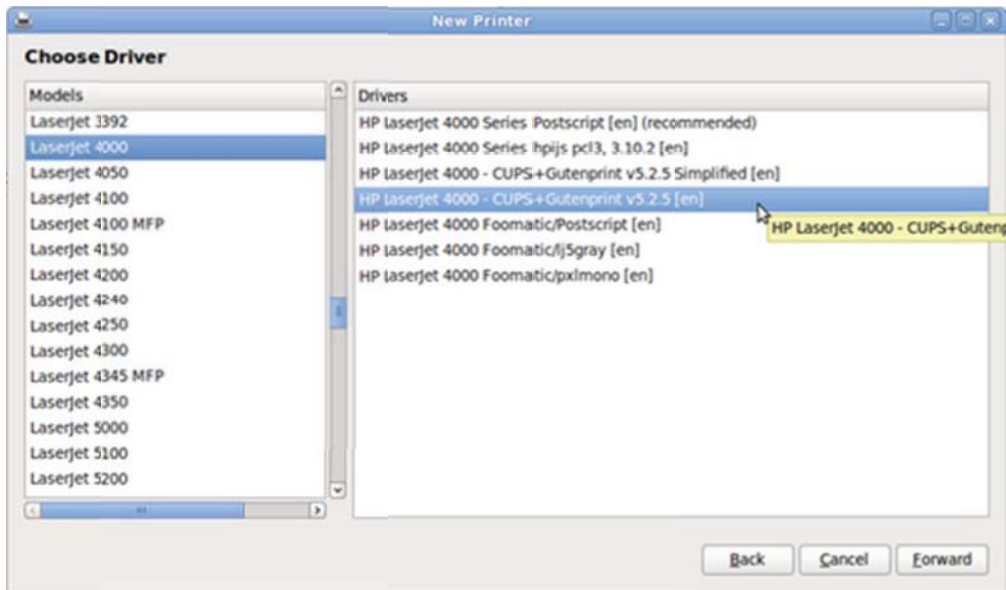 New Printer
Choose Driver
Models
LaserJet 3392
LaserJet 4000
LaserJet 4050
LaserJet 4100
LaserJet 4100 MFP
LaserJet 4150
LaserJet 4200
LaserJet 4240
LaserJet 4250
LaserJet 4300
LaserJet 4345 MFP
LaserJet 4350
LaserJet 5000
LaserJet 5100
LaserJet 5200
Drivers
HP LaserJet 4000 Series Postscript [en] (recommended)
HP LaserJet 4000 Series hpijs pcl3, 3.10.2 [en]
HP LaserJet 4000 - CUPS+Gutenprint v5.2.5 Simplified [en]
HP LaserJet 4000 - CUPS+Gutenprint v5.2.5 [en]
HP LaserJet 4000 - CUPS+Gutenp
HP LaserJet 4000 Foomatic/Postscript [en]
HP LaserJet 4000 Foomatic/lj5gray [en]
HP LaserJet 4000 Foomatic/pxlmono [en]
Back
Cancel
Forward